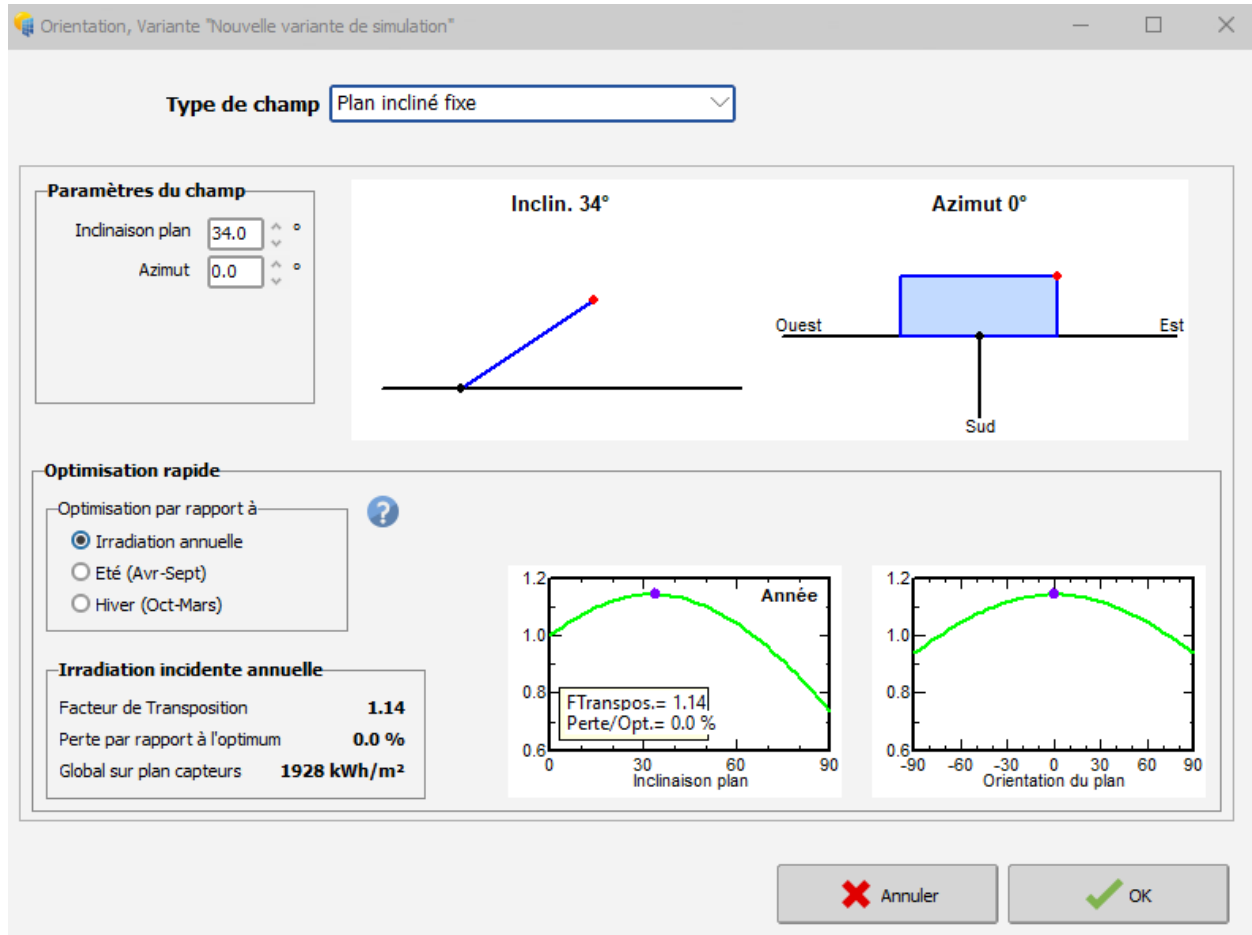 Orientation, Variante "Nouvelle variante de simulation"
Type de champ Plan incliné fixe
Paramètres du champ
Inclinaison plan 34.0 °
Azimut 0.0 °
Inclin. 34°
Azimut 0°
Ouest
Est
Sud
Optimisation rapide
Optimisation par rapport à
Irradiation annuelle
Eté (Avr-Sept)
Hiver (Oct-Mars)
?
Irradiation incidente annuelle
Facteur de Transposition 1.14
Perte par rapport à l'optimum 0.0 %
Global sur plan capteurs 1928 kWh/m²
1.2
1.0
0.8
0.6
Année
FTranspos.= 1.14
Perte/Opt.= 0.0 %
0 30 60 90
Inclinaison plan
1.2
1.0
0.8
0.6
-90 -60 -30 0 30 60 90
Orientation du plan
Annuler
OK